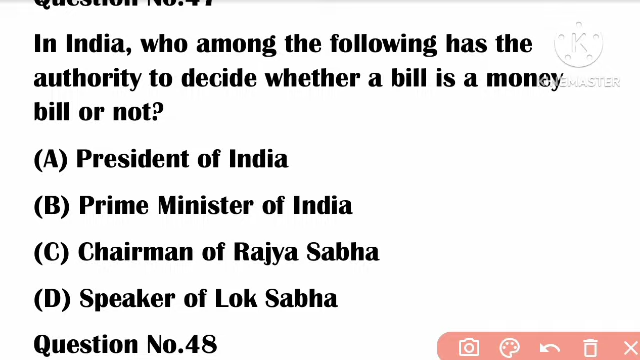 Question No.47
In India, who among the following has the
authority to decide whether a bill is a money
bill or not?
(A) President of India
(B) Prime Minister of India
(C) Chairman of Rajya Sabha
(D) Speaker of Lok Sabha
Question No.48
KINEMASTER